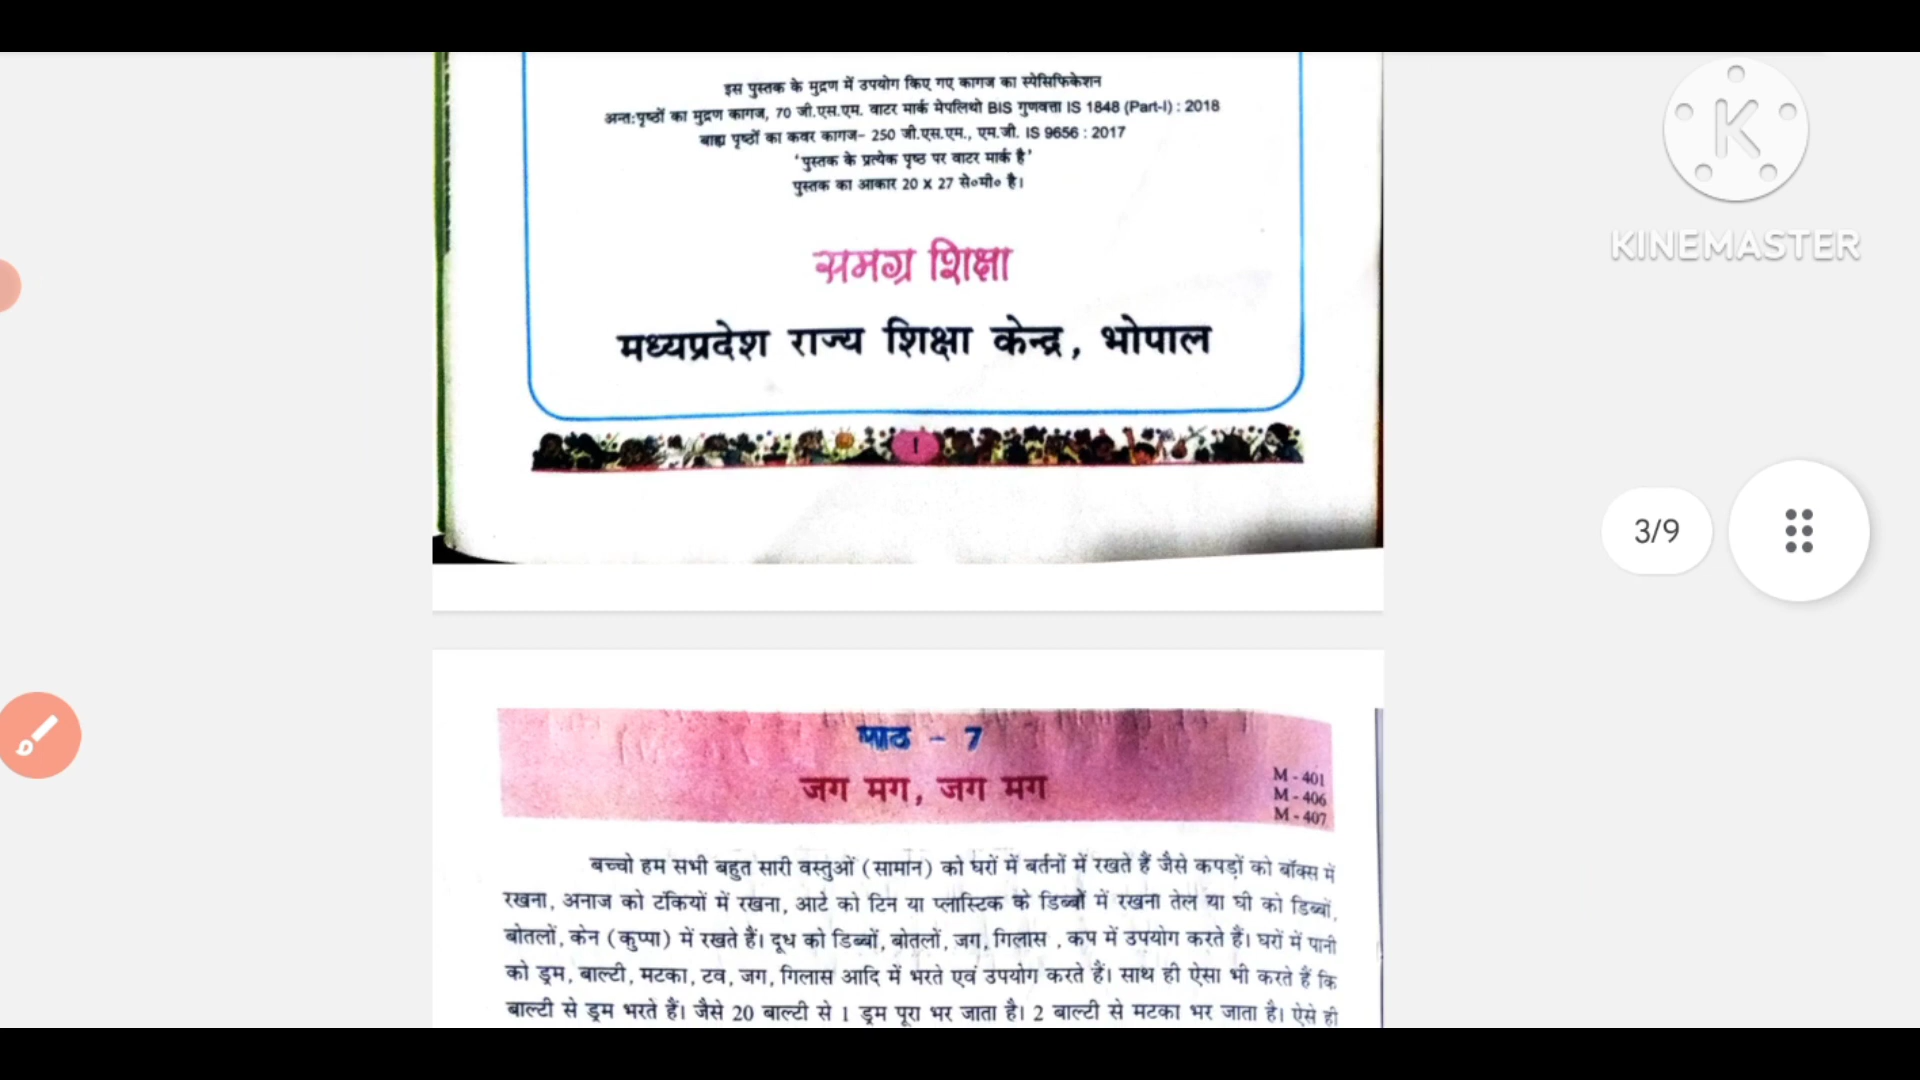 इस पुस्तक के मुद्रण में उपयोग किए गए कागज का स्पेसिफिकेशन
अन्त:पृष्ठों का मुद्रण कागज, 70 जी.एस.एम. वाटर मार्क मेपलिथो BIS गुणवत्ता IS 1848 (Part-I) : 2018
बाह्य पृष्ठों का कवर कागज- 250 जी.एस.एम., एम.जी. IS 9656 : 2017
'पुस्तक के प्रत्येक पृष्ठ पर वाटर मार्क है'
पुस्तक का आकार 20 X 27 से०मी० है।
समग्र शिक्षा
मध्यप्रदेश राज्य शिक्षा केन्द्र, भोपाल
I
K
KINEMASTER
3/9
पाठ - 7
जग मग, जग मग
M - 401
M - 406
M - 407
बच्चो हम सभी बहुत सारी वस्तुओं (सामान) को घरों में बर्तनों में रखते हैं जैसे कपड़ों को बॉक्स में
रखना, अनाज को टंकियों में रखना, आटे को टिन या प्लास्टिक के डिब्बों में रखना तेल या घी को डिब्बों,
बोतलों, केन (कुप्पा) में रखते हैं। दूध को डिब्बों, बोतलों, जग, गिलास , कप में उपयोग करते हैं। घरों में पानी
को ड्रम, बाल्टी, मटका, टव, जग, गिलास आदि में भरते एवं उपयोग करते हैं। साथ ही ऐसा भी करते हैं कि
बाल्टी से ड्रम भरते हैं। जैसे 20 बाल्टी से 1 ड्रम पूरा भर जाता है। 2 बाल्टी से मटका भर जाता है। ऐसे ही